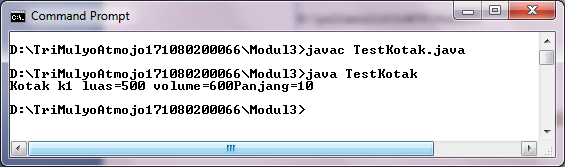 Command Prompt
D:\TriMulyoAtmojo171080200066\Modul3>javac TestKotak.java
D:\TriMulyoAtmojo171080200066\Modul3>java TestKotak
Kotak k1 luas=500 volume=600Panjang=10
D:\TriMulyoAtmojo171080200066\Modul3>